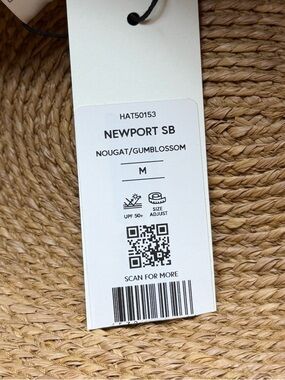 HAT50153
NEWPORT SB
NOUGAT/GUMBLOSSOM
M
UPF 50+
SIZE
ADJUST
SCAN FOR MORE